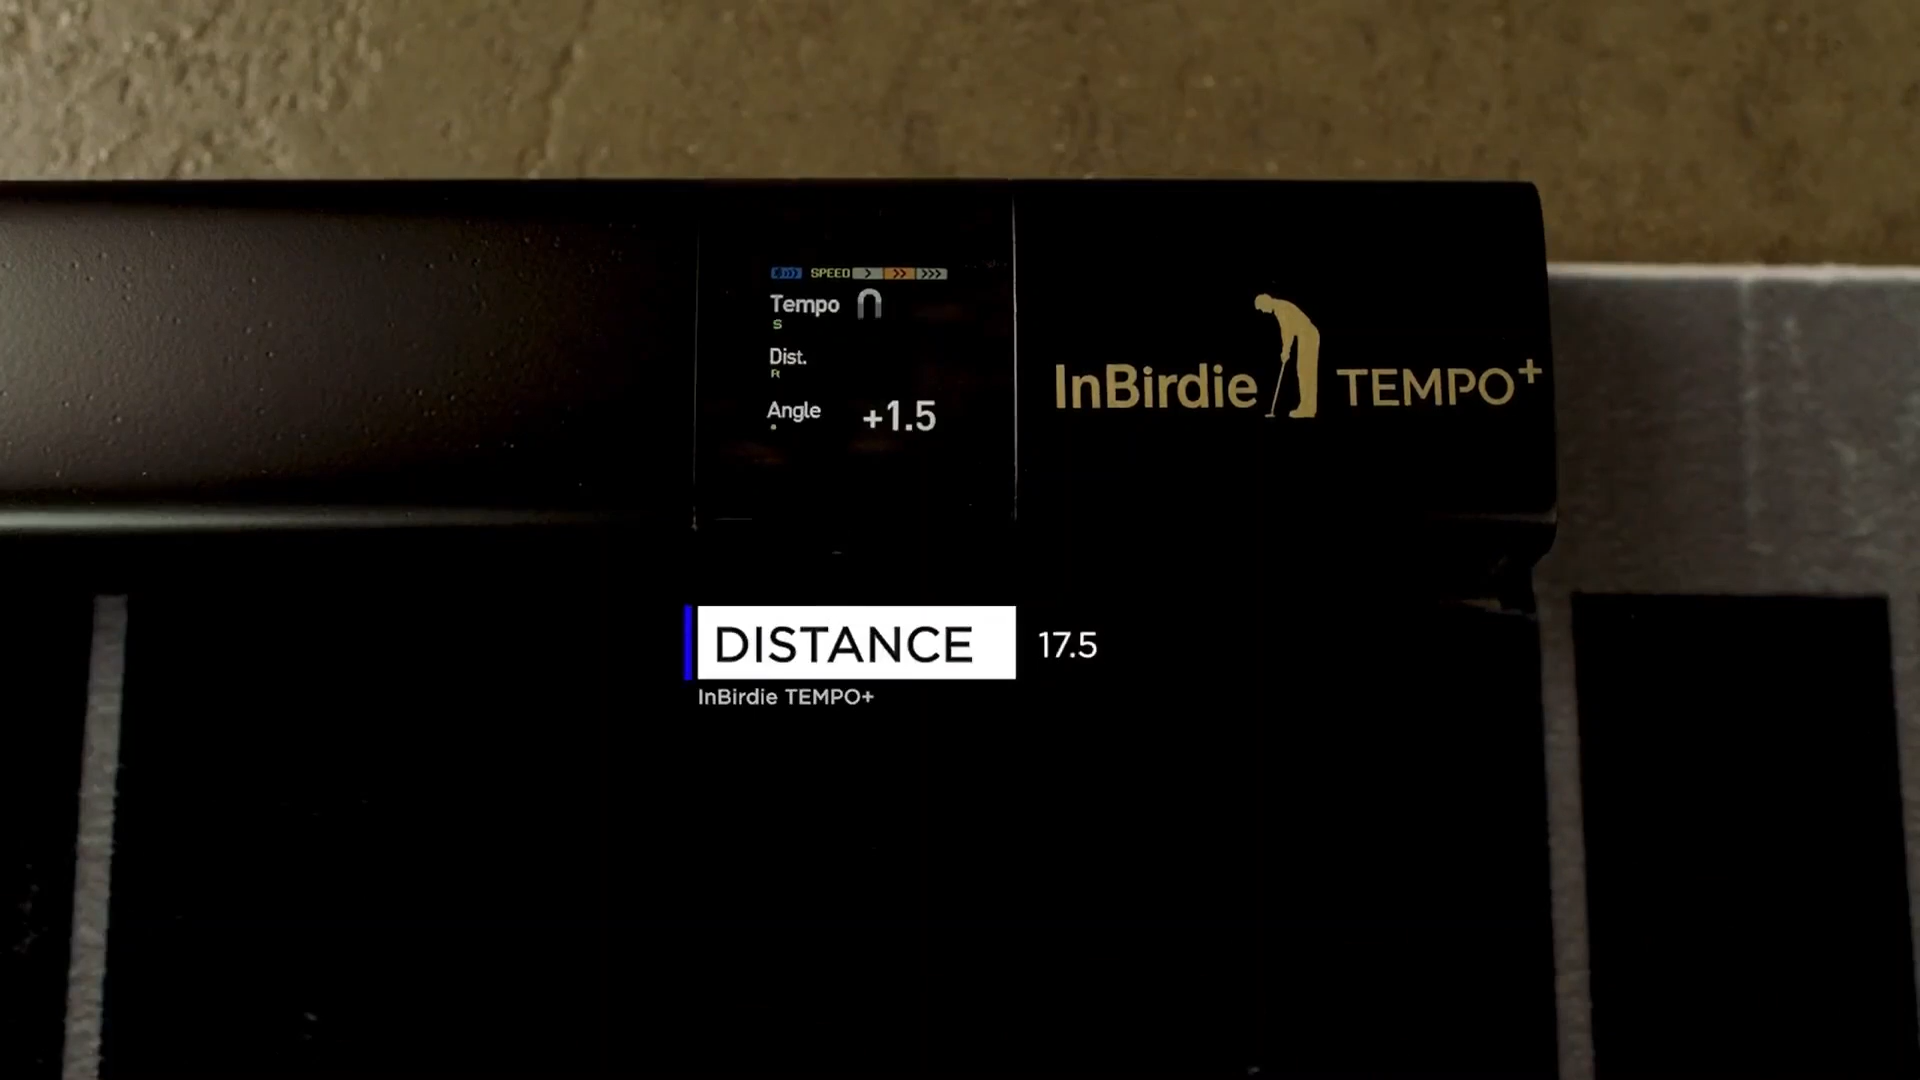 SPEED > >> >>>
Tempo
S
Dist.
R
Angle +1.5
InBirdie TEMPO+
DISTANCE 17.5
InBirdie TEMPO+